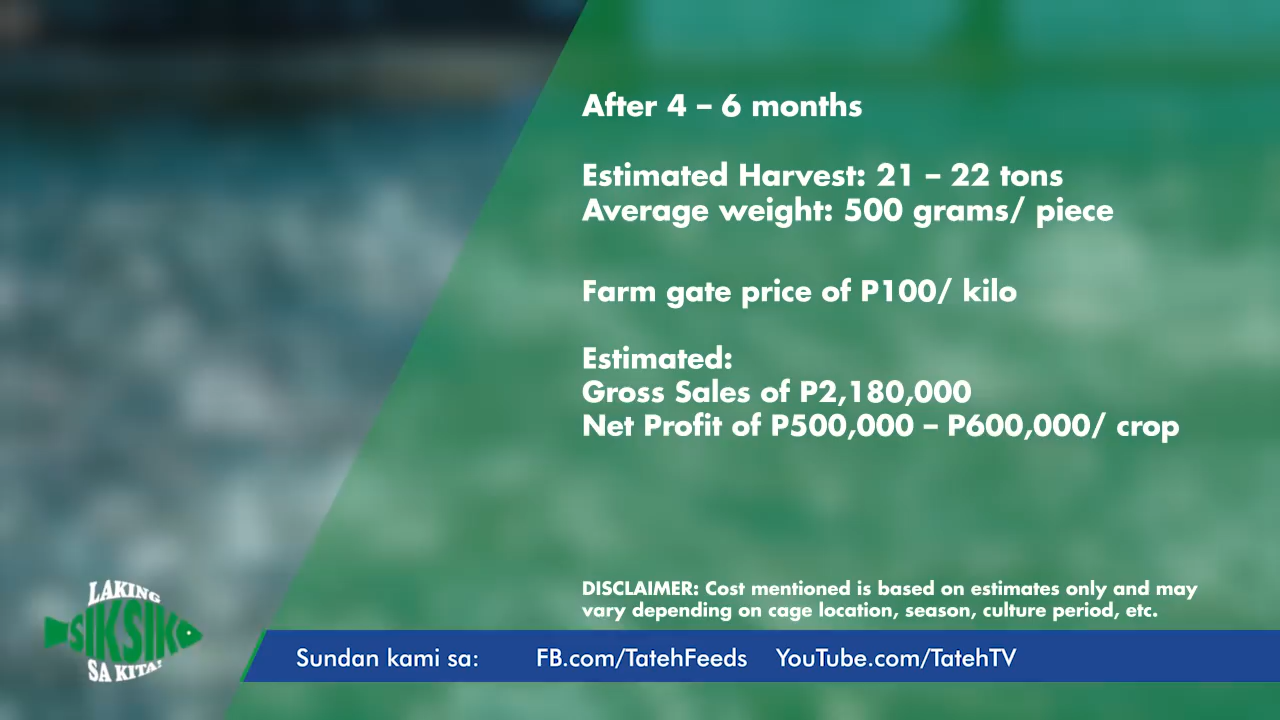 After 4 – 6 months
Estimated Harvest: 21 – 22 tons
Average weight: 500 grams/ piece
Farm gate price of P100/ kilo
Estimated:
Gross Sales of P2,180,000
Net Profit of P500,000 – P600,000/ crop
DISCLAIMER: Cost mentioned is based on estimates only and may
vary depending on cage location, season, culture period, etc.
LAKING
SIKSIK
SA KITA!
Sundan kami sa: FB.com/TatehFeeds YouTube.com/TatehTV